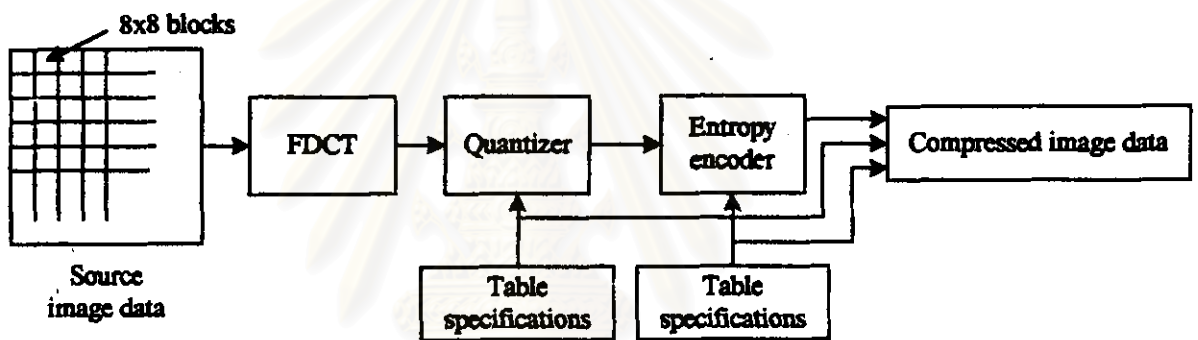 8x8 blocks
FDCT
Quantizer
Entropy
encoder
Compressed image data
Source
image data
Table
specifications
Table
specifications